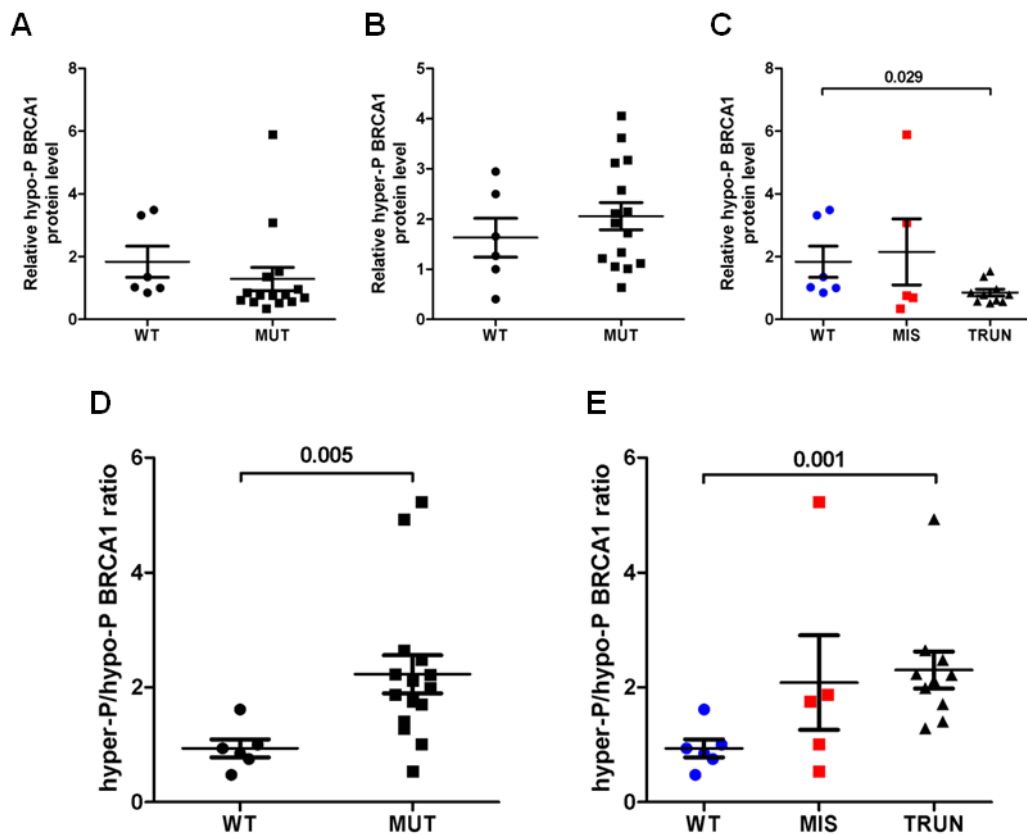 A
B
C
Relative hypo-P BRCA1
protein level
8
6
4
2
0
WT
MUT
Relative hyper-P BRCA1
protein level
5
4
3
2
1
0
WT
MUT
Relative hypo-P BRCA1
protein level
8
6
4
2
0
0.029
WT
MIS
TRUN
D
E
hyper-P/hypo-P BRCA1 ratio
6
4
2
0
0.005
WT
MUT
hyper-P/hypo-P BRCA1 ratio
6
4
2
0
0.001
WT
MIS
TRUN